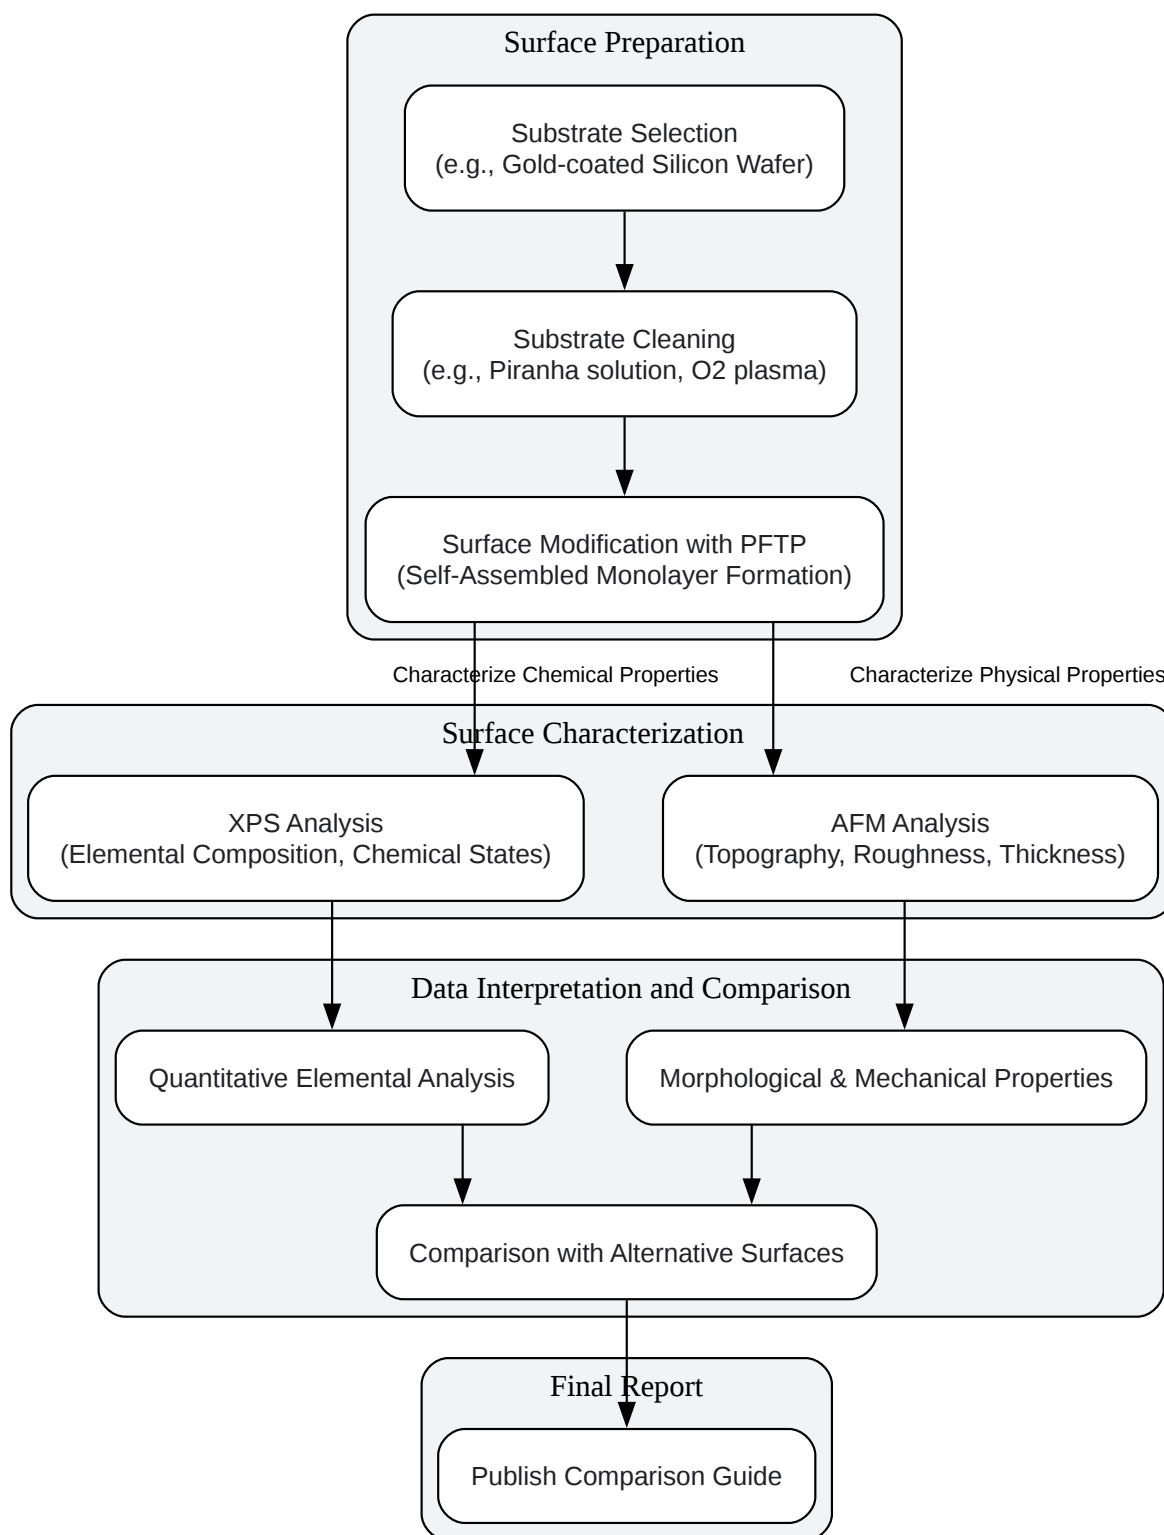 Surface Preparation
Substrate Selection
(e.g., Gold-coated Silicon Wafer)
Substrate Cleaning
(e.g., Piranha solution, O2 plasma)
Surface Modification with PFTP
(Self-Assembled Monolayer Formation)
Characterize Chemical Properties
Characterize Physical Properties
Surface Characterization
XPS Analysis
(Elemental Composition, Chemical States)
AFM Analysis
(Topography, Roughness, Thickness)
Data Interpretation and Comparison
Quantitative Elemental Analysis
Morphological & Mechanical Properties
Comparison with Alternative Surfaces
Final Report
Publish Comparison Guide